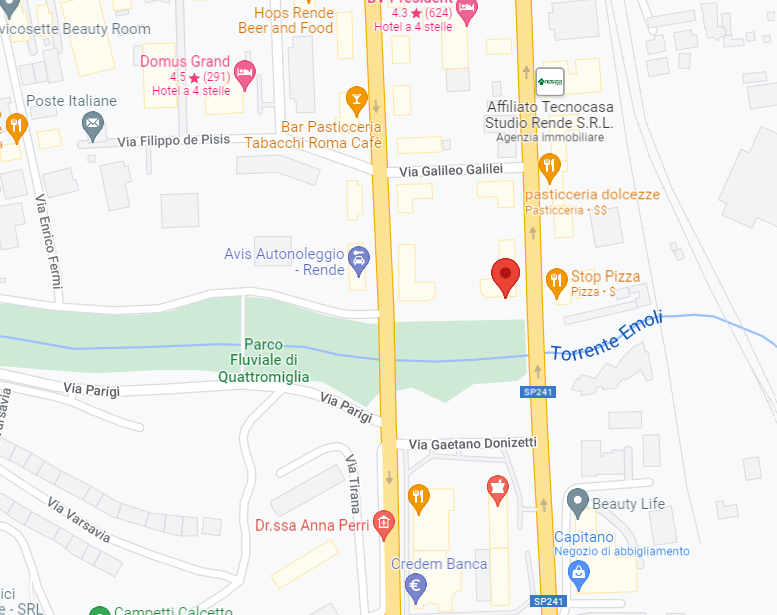 Hops Rende
Beer and Food
4.3 ★ (624)
Hotel a 4 stelle
vicosette Beauty Room
Domus Grand
4.5 ★ (291)
Hotel a 4 stelle
Poste Italiane
Affiliato Tecnocasa
Studio Rende S.R.L.
Agenzia immobiliare
Bar Pasticceria
Tabacchi Roma Cafè
Via Filippo de Pisis
Via Galileo Galilei
pasticceria dolcezze
Pasticceria • $$
Via Enrico Fermi
Avis Autonoleggio
- Rende
Stop Pizza
Pizza • $
Torrente Emoli
Parco
Fluviale di
Quattromiglia
Via Parigi
Via Parigi
SP241
Via Gaetano Donizetti
Via Tirana
Via Varsavia
Beauty Life
Dr.ssa Anna Perri
Capitano
Negozio di abbigliamento
Credem Banca
€
SP241
e - SRL
Campetti Calcetto